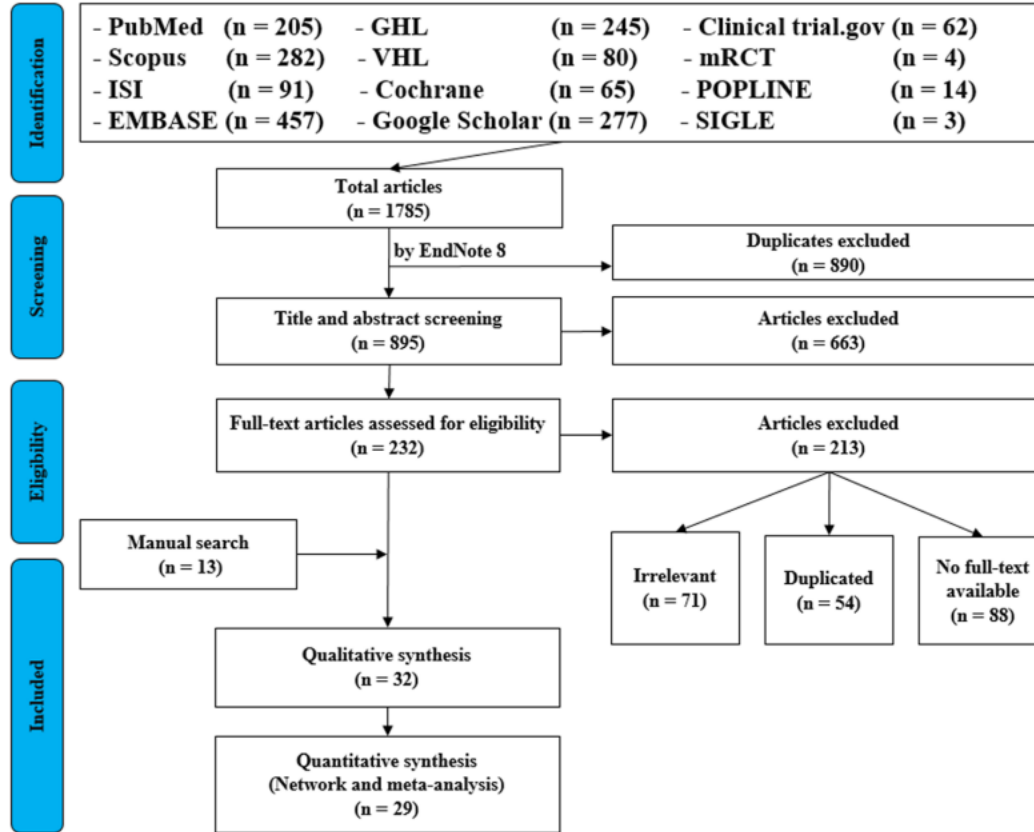 Identification
- PubMed (n = 205) - GHL (n = 245) - Clinical trial.gov (n = 62)
- Scopus (n = 282) - VHL (n = 80) - mRCT (n = 4)
- ISI (n = 91) - Cochrane (n = 65) - POPLINE (n = 14)
- EMBASE (n = 457) - Google Scholar (n = 277) - SIGLE (n = 3)
Total articles
(n = 1785)
Screening
by EndNote 8
Duplicates excluded
(n = 890)
Title and abstract screening
(n = 895)
Articles excluded
(n = 663)
Eligibility
Full-text articles assessed for eligibility
(n = 232)
Articles excluded
(n = 213)
Manual search
(n = 13)
Irrelevant
(n = 71)
Duplicated
(n = 54)
No full-text
available
(n = 88)
Included
Qualitative synthesis
(n = 32)
Quantitative synthesis
(Network and meta-analysis)
(n = 29)